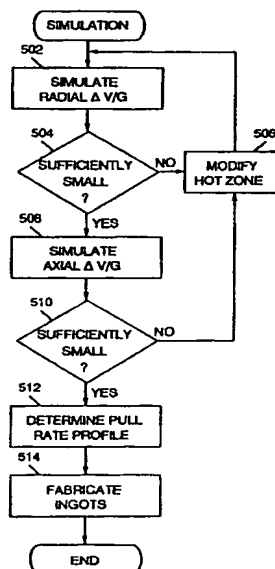 SIMULATION
502
SIMULATE
RADIAL Δ V/G
504
SUFFICIENTLY
SMALL
?
NO
506
MODIFY
HOT ZONE
YES
508
SIMULATE
AXIAL Δ V/G
510
SUFFICIENTLY
SMALL
?
NO
YES
512
DETERMINE PULL
RATE PROFILE
514
FABRICATE
INGOTS
END